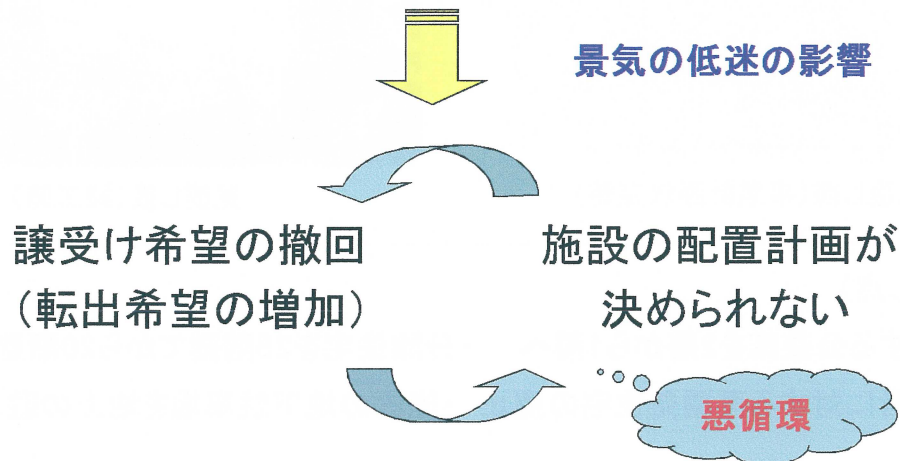 景気の低迷の影響
譲受け希望の撤回
（転出希望の増加）
施設の配置計画が
決められない
悪循環